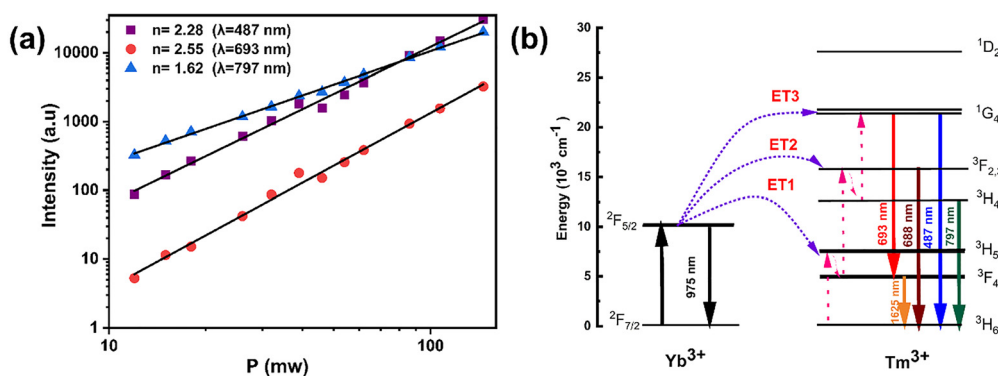 (a)
n= 2.28 (λ=487 nm)
n= 2.55 (λ=693 nm)
n= 1.62 (λ=797 nm)
Intensity (a.u)
10000
1000
100
10
1
10
100
P (mw)
(b)
Energy (10³ cm⁻¹)
30
25
20
15
10
5
0
²F₅/₂
²F₇/₂
975 nm
Yb³⁺
ET3
ET2
ET1
¹D₂
¹G₄
³F₂,₃
³H₄
³H₅
³F₄
³H₆
693 nm
688 nm
487 nm
797 nm
1625 nm
Tm³⁺